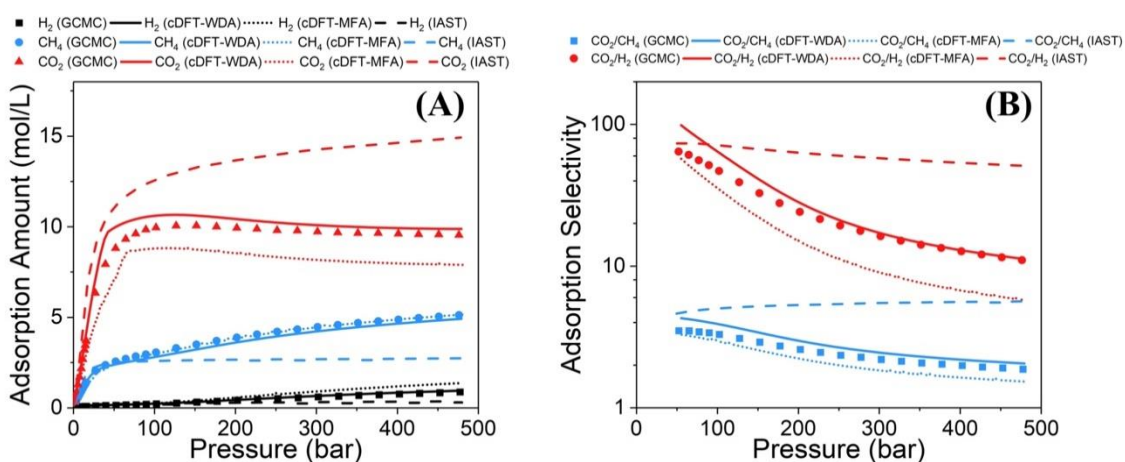 H₂ (GCMC) H₂ (cDFT-WDA) H₂ (cDFT-MFA) H₂ (IAST)
CH₄ (GCMC) CH₄ (cDFT-WDA) CH₄ (cDFT-MFA) CH₄ (IAST)
CO₂ (GCMC) CO₂ (cDFT-WDA) CO₂ (cDFT-MFA) CO₂ (IAST)
(A)
Adsorption Amount (mol/L)
15
10
5
0
0 100 200 300 400 500
Pressure (bar)
CO₂/CH₄ (GCMC) CO₂/CH₄ (cDFT-WDA) CO₂/CH₄ (cDFT-MFA) CO₂/CH₄ (IAST)
CO₂/H₂ (GCMC) CO₂/H₂ (cDFT-WDA) CO₂/H₂ (cDFT-MFA) CO₂/H₂ (IAST)
(B)
Adsorption Selectivity
100
10
1
0 100 200 300 400 500
Pressure (bar)